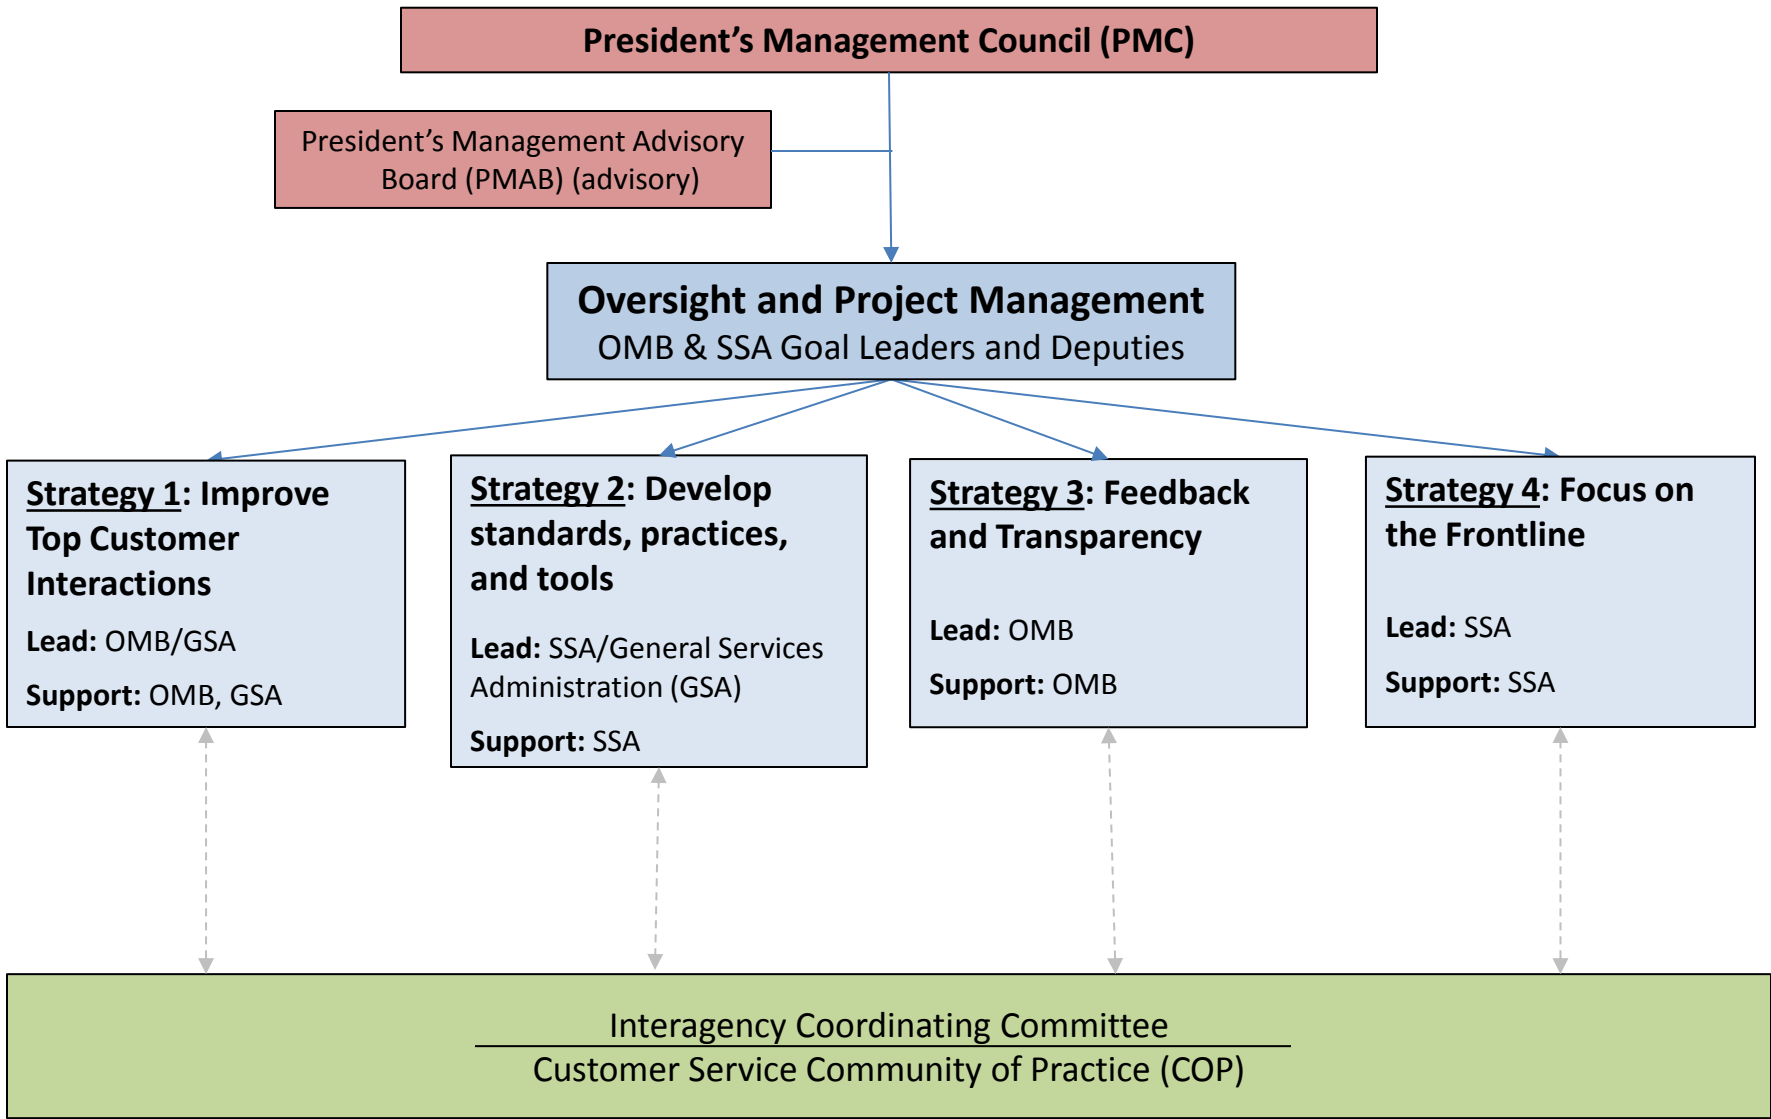 President’s Management Council (PMC)
President’s Management Advisory
Board (PMAB) (advisory)
Oversight and Project Management
OMB & SSA Goal Leaders and Deputies
Strategy 1: Improve
Top Customer
Interactions
Lead: OMB/GSA
Support: OMB, GSA
Strategy 2: Develop
standards, practices,
and tools
Lead: SSA/General Services
Administration (GSA)
Support: SSA
Strategy 3: Feedback
and Transparency
Lead: OMB
Support: OMB
Strategy 4: Focus on
the Frontline
Lead: SSA
Support: SSA
Interagency Coordinating Committee
Customer Service Community of Practice (COP)